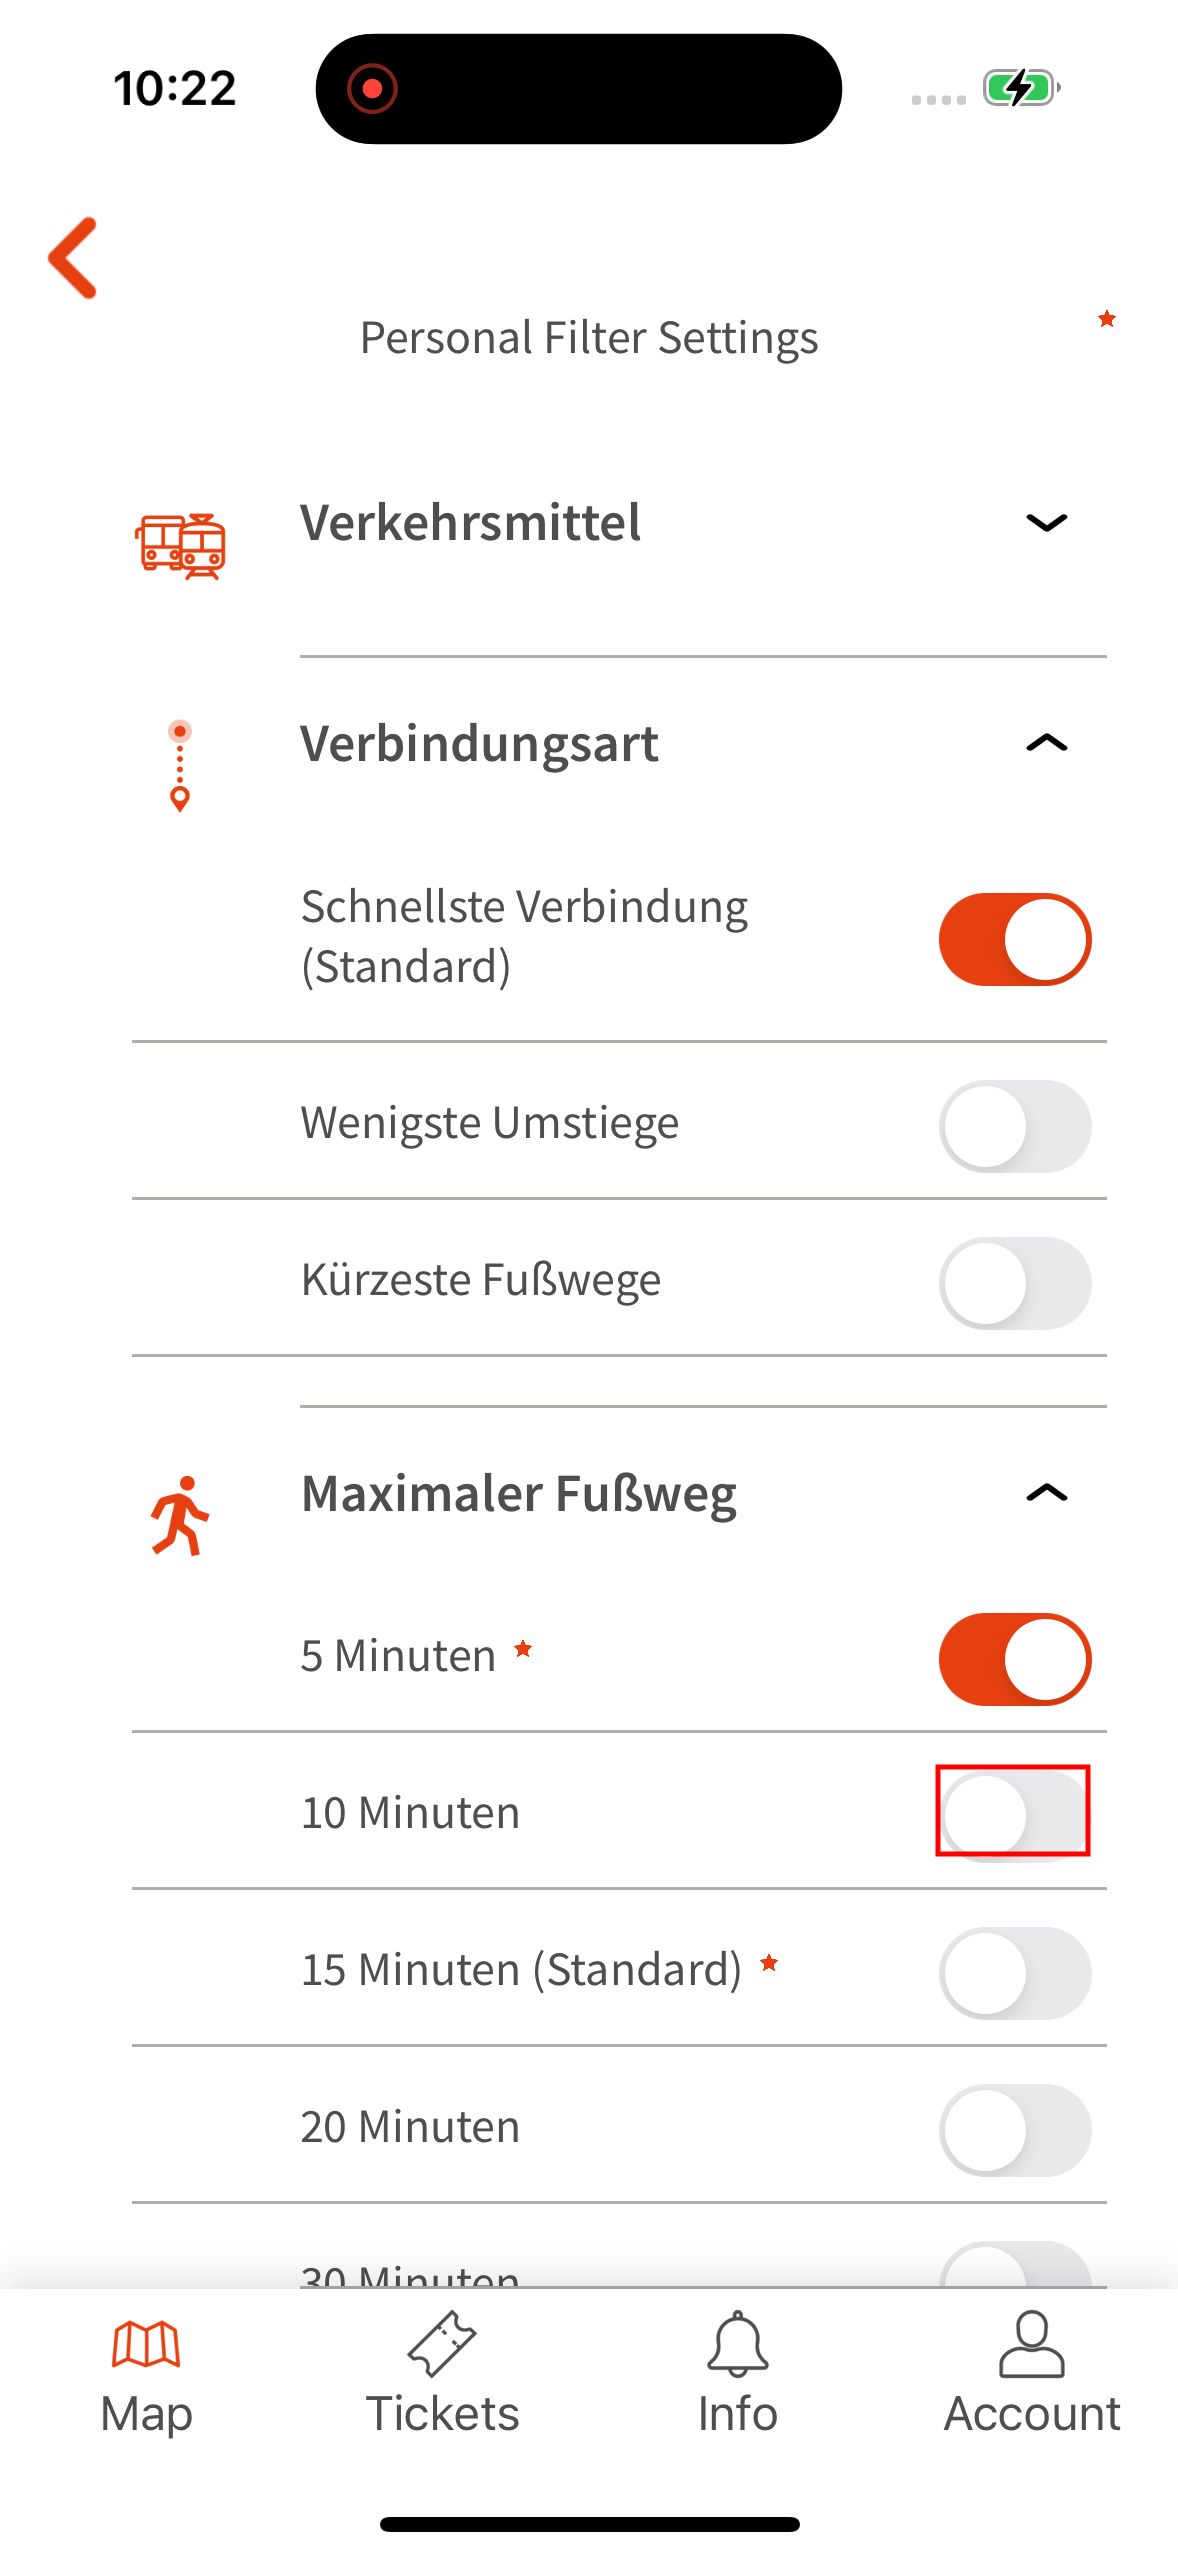 10:22
Personal Filter Settings
Verkehrsmittel
Verbindungsart
Schnellste Verbindung
(Standard)
Wenigste Umstiege
Kürzeste Fußwege
Maximaler Fußweg
5 Minuten
10 Minuten
15 Minuten (Standard)
20 Minuten
30 Minuten
Map
Tickets
Info
Account